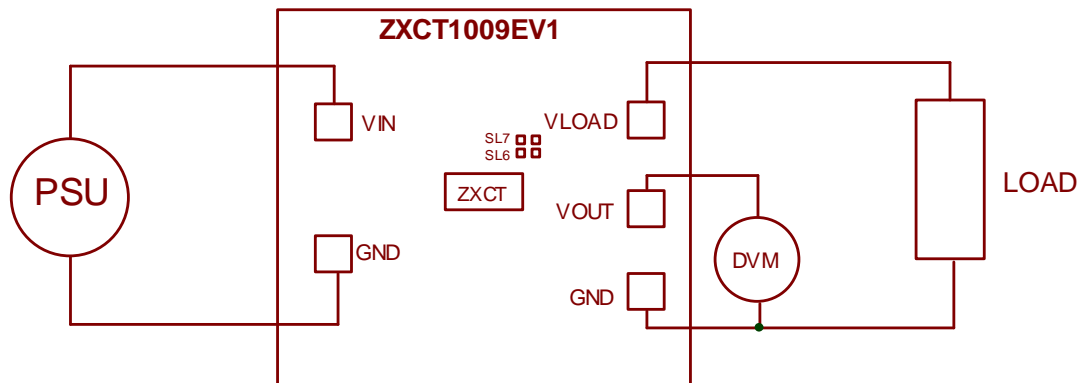 ZXCT1009EV1
VIN
VLOAD
SL7
SL6
PSU
ZXCT
LOAD
VOUT
GND
DVM
GND